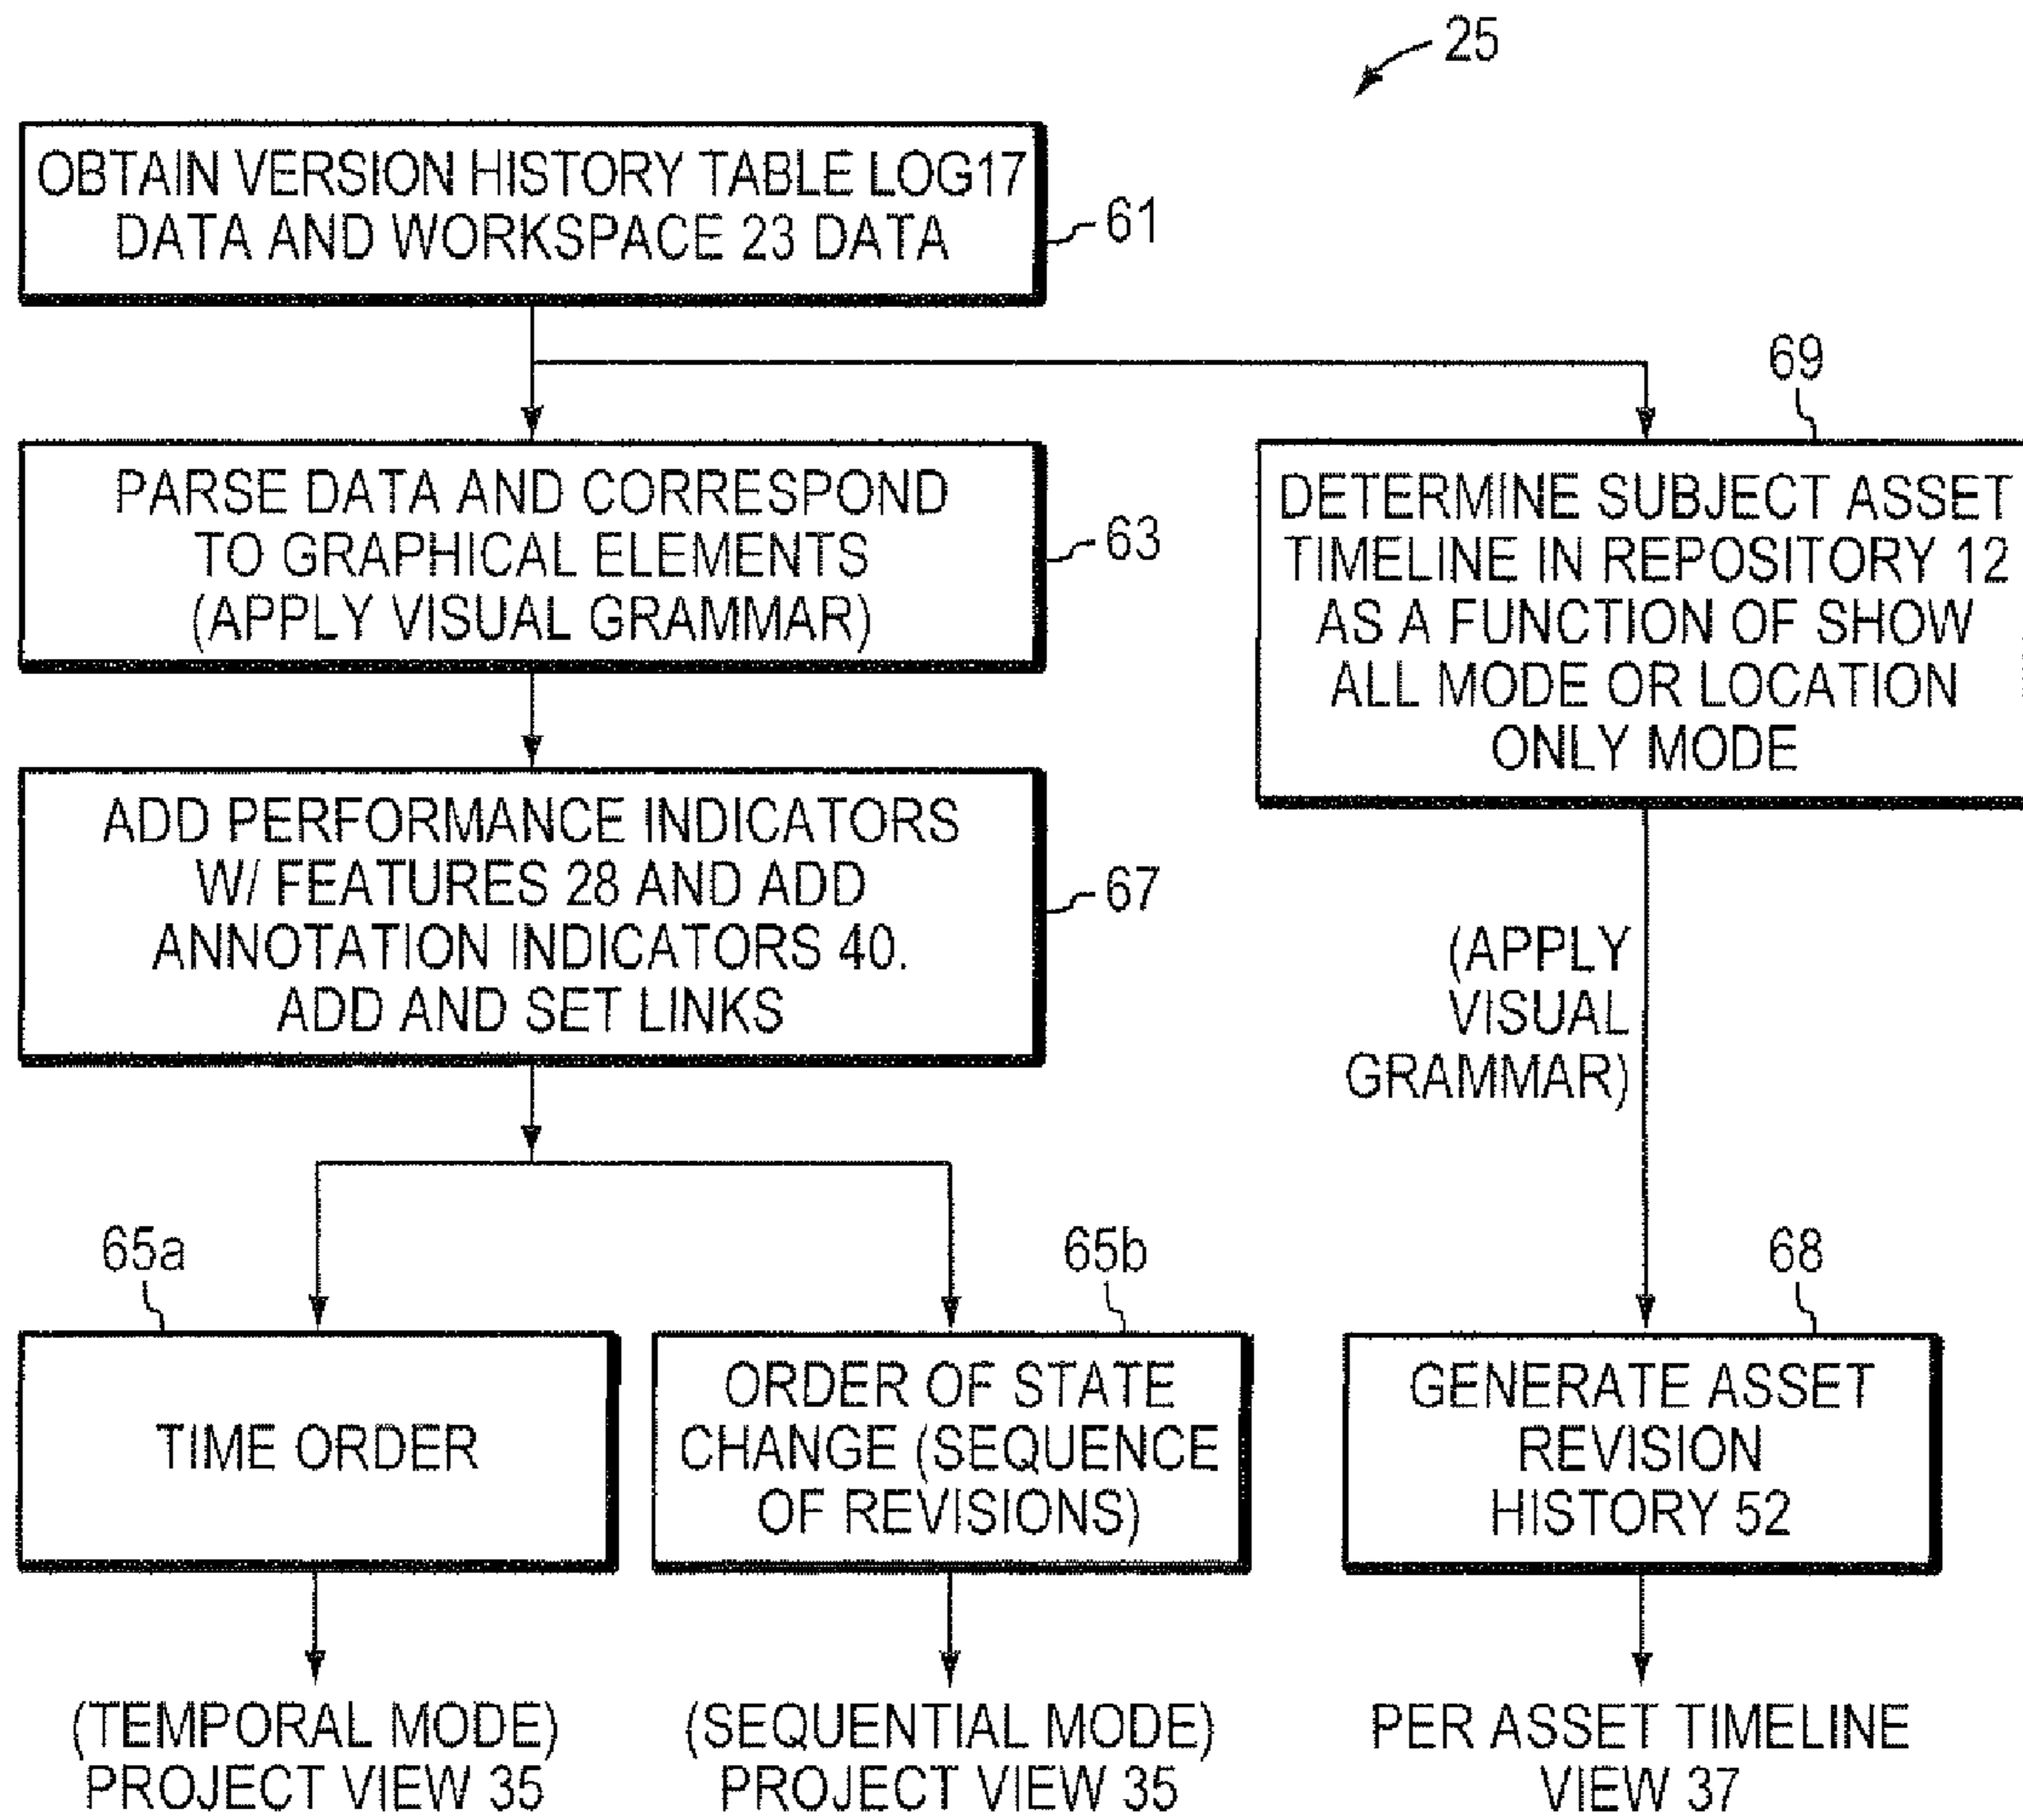 25
OBTAIN VERSION HISTORY TABLE LOG17
DATA AND WORKSPACE 23 DATA
61
PARSE DATA AND CORRESPOND
TO GRAPHICAL ELEMENTS
(APPLY VISUAL GRAMMAR)
63
69
DETERMINE SUBJECT ASSET
TIMELINE IN REPOSITORY 12
AS A FUNCTION OF SHOW
ALL MODE OR LOCATION
ONLY MODE
ADD PERFORMANCE INDICATORS
W/ FEATURES 28 AND ADD
ANNOTATION INDICATORS 40.
ADD AND SET LINKS
67
(APPLY
VISUAL
GRAMMAR)
65a
TIME ORDER
65b
ORDER OF STATE
CHANGE (SEQUENCE
OF REVISIONS)
68
GENERATE ASSET
REVISION
HISTORY 52
(TEMPORAL MODE)
PROJECT VIEW 35
(SEQUENTIAL MODE)
PROJECT VIEW 35
PER ASSET TIMELINE
VIEW 37